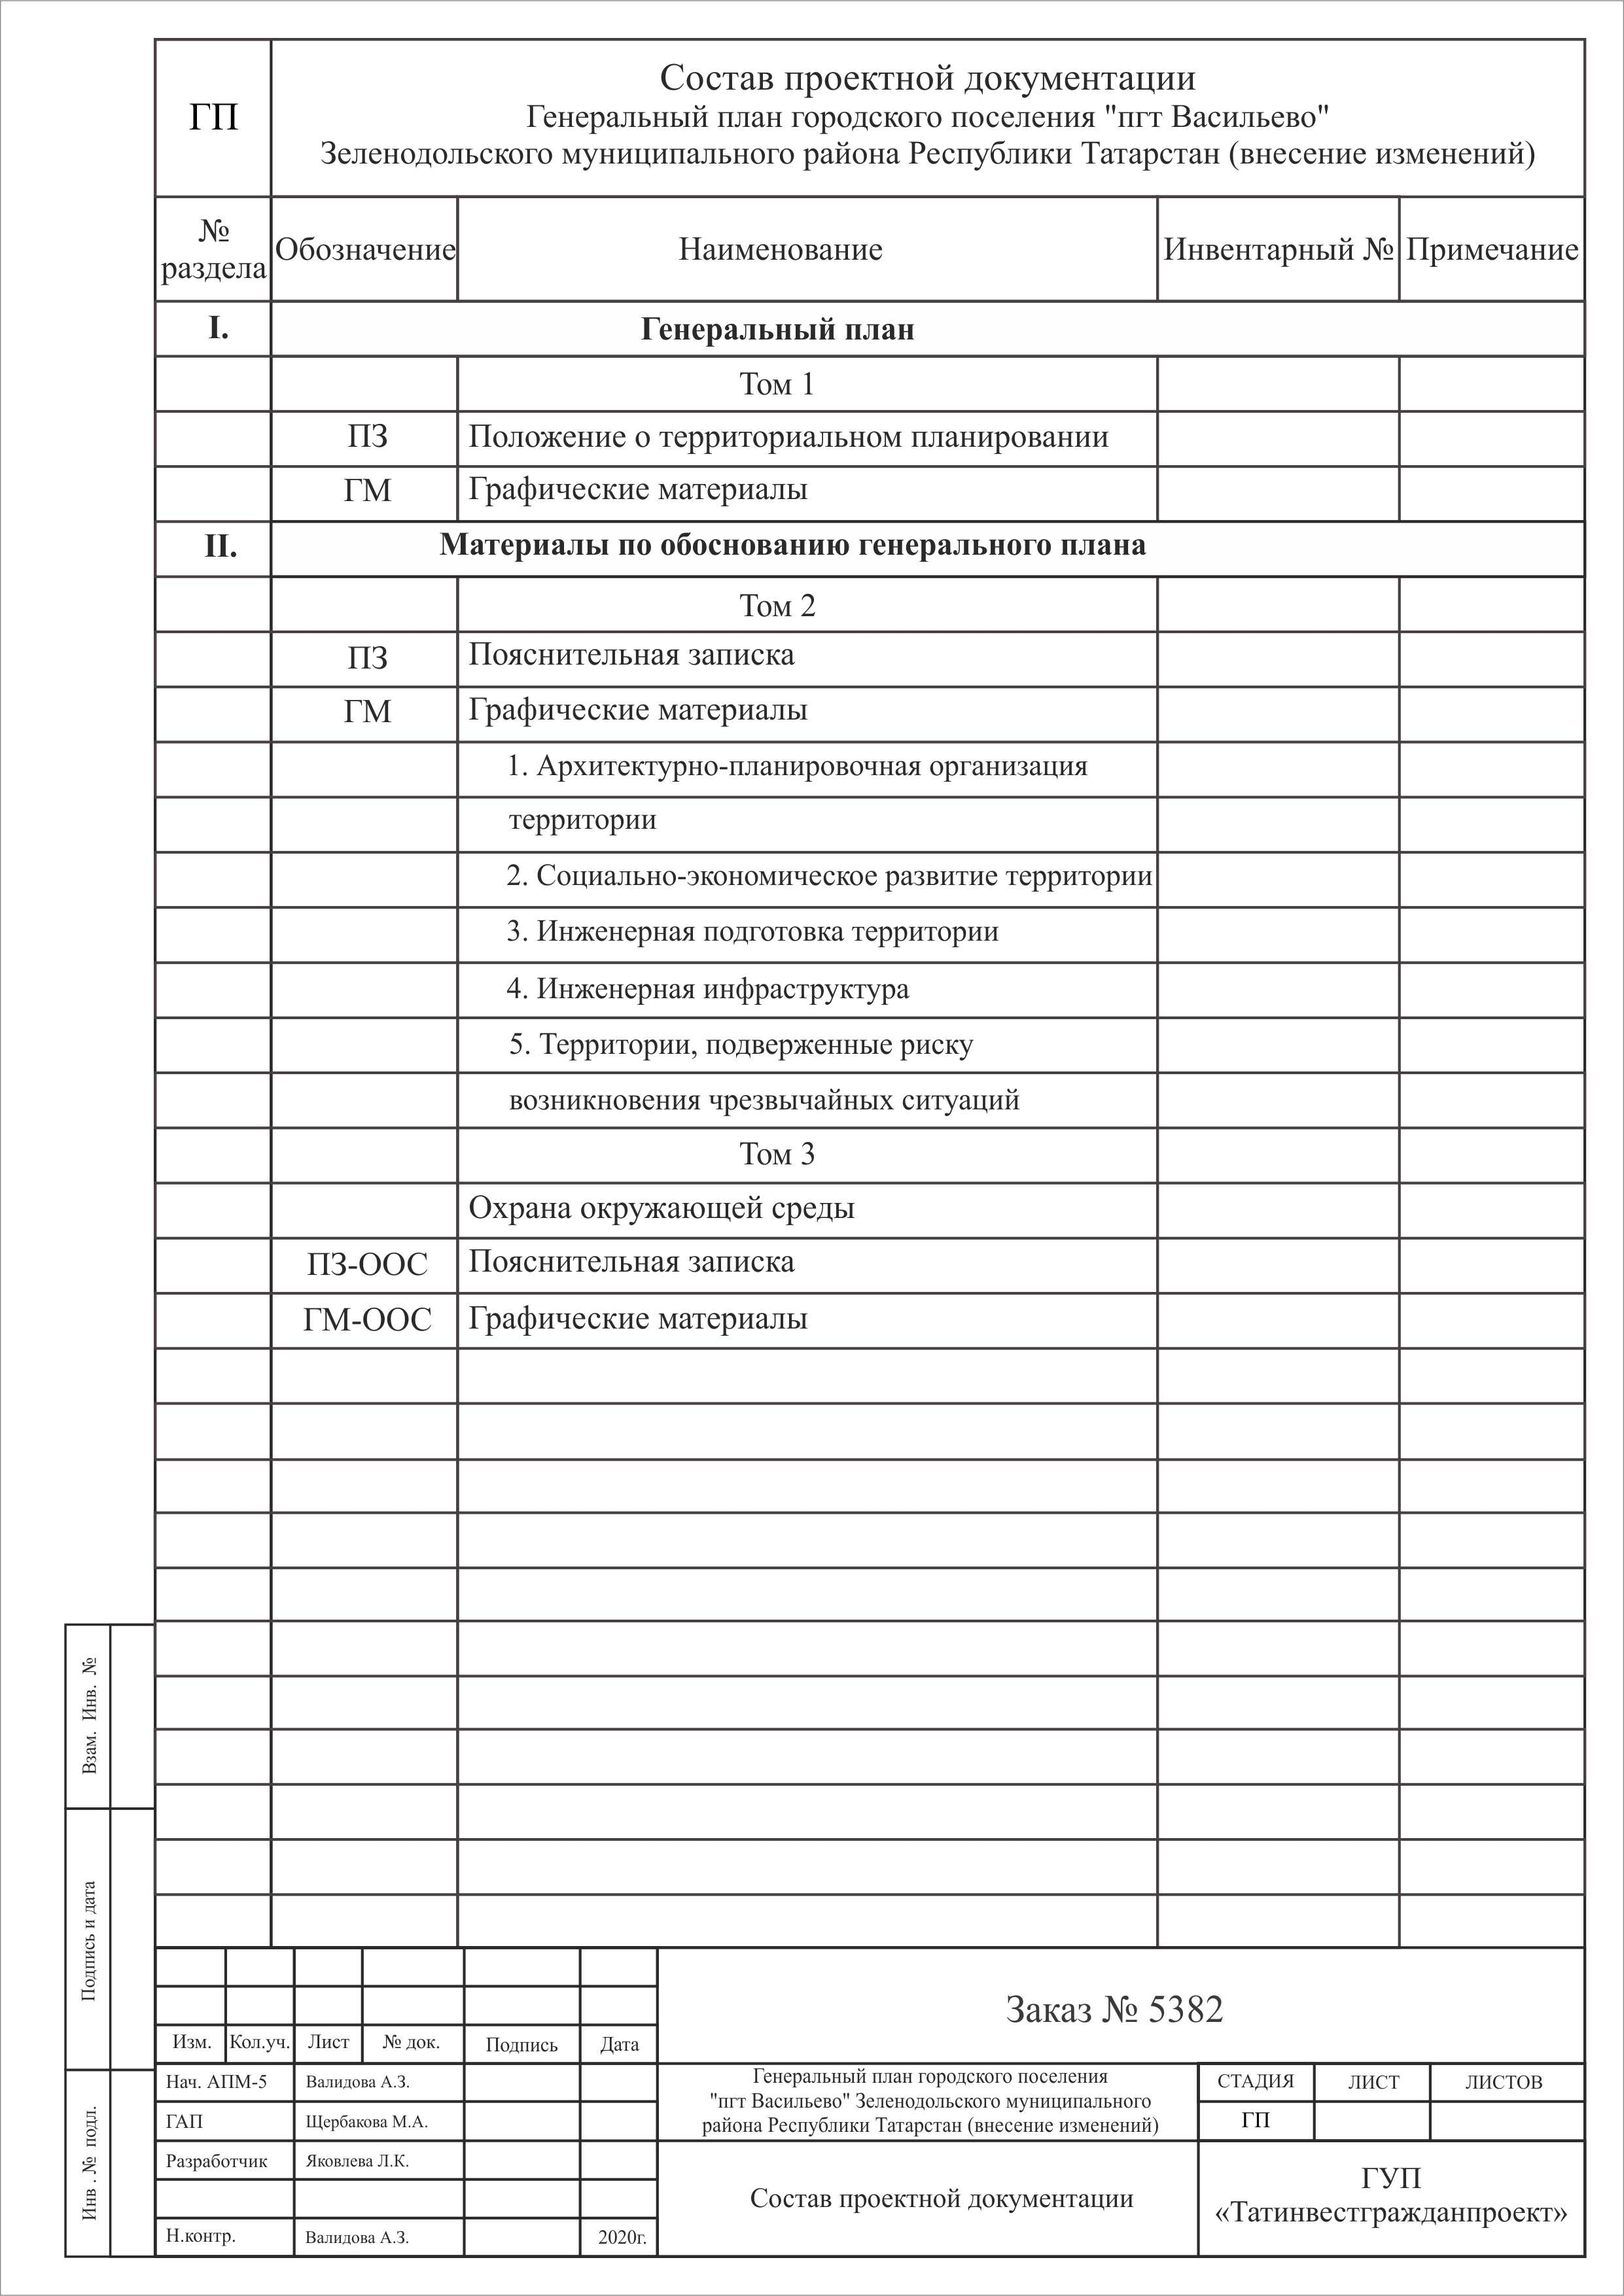 ГП
Состав проектной документации
Генеральный план городского поселения "пгт Васильево"
Зеленодольского муниципального района Республики Татарстан (внесение изменений)
№
раздела
Обозначение
Наименование
Инвентарный №
Примечание
I.
Генеральный план
Том 1
ПЗ
Положение о территориальном планировании
ГМ
Графические материалы
II.
Материалы по обоснованию генерального плана
Том 2
ПЗ
Пояснительная записка
ГМ
Графические материалы
1. Архитектурно-планировочная организация
территории
2. Социально-экономическое развитие территории
3. Инженерная подготовка территории
4. Инженерная инфраструктура
5. Территории, подверженные риску
возникновения чрезвычайных ситуаций
Том 3
Охрана окружающей среды
ПЗ-ООС
Пояснительная записка
ГМ-ООС
Графические материалы
Взам. Инв. №
Подпись и дата
Инв . № подл.
Изм.
Кол.уч.
Лист
№ док.
Подпись
Дата
Заказ № 5382
Нач. АПМ-5
Валидова А.З.
ГАП
Щербакова М.А.
Разработчик
Яковлева Л.К.
Н.контр.
Валидова А.З.
2020г.
Генеральный план городского поселения
"пгт Васильево" Зеленодольского муниципального
района Республики Татарстан (внесение изменений)
СТАДИЯ
ЛИСТ
ЛИСТОВ
ГП
Состав проектной документации
ГУП
«Татинвестгражданпроект»